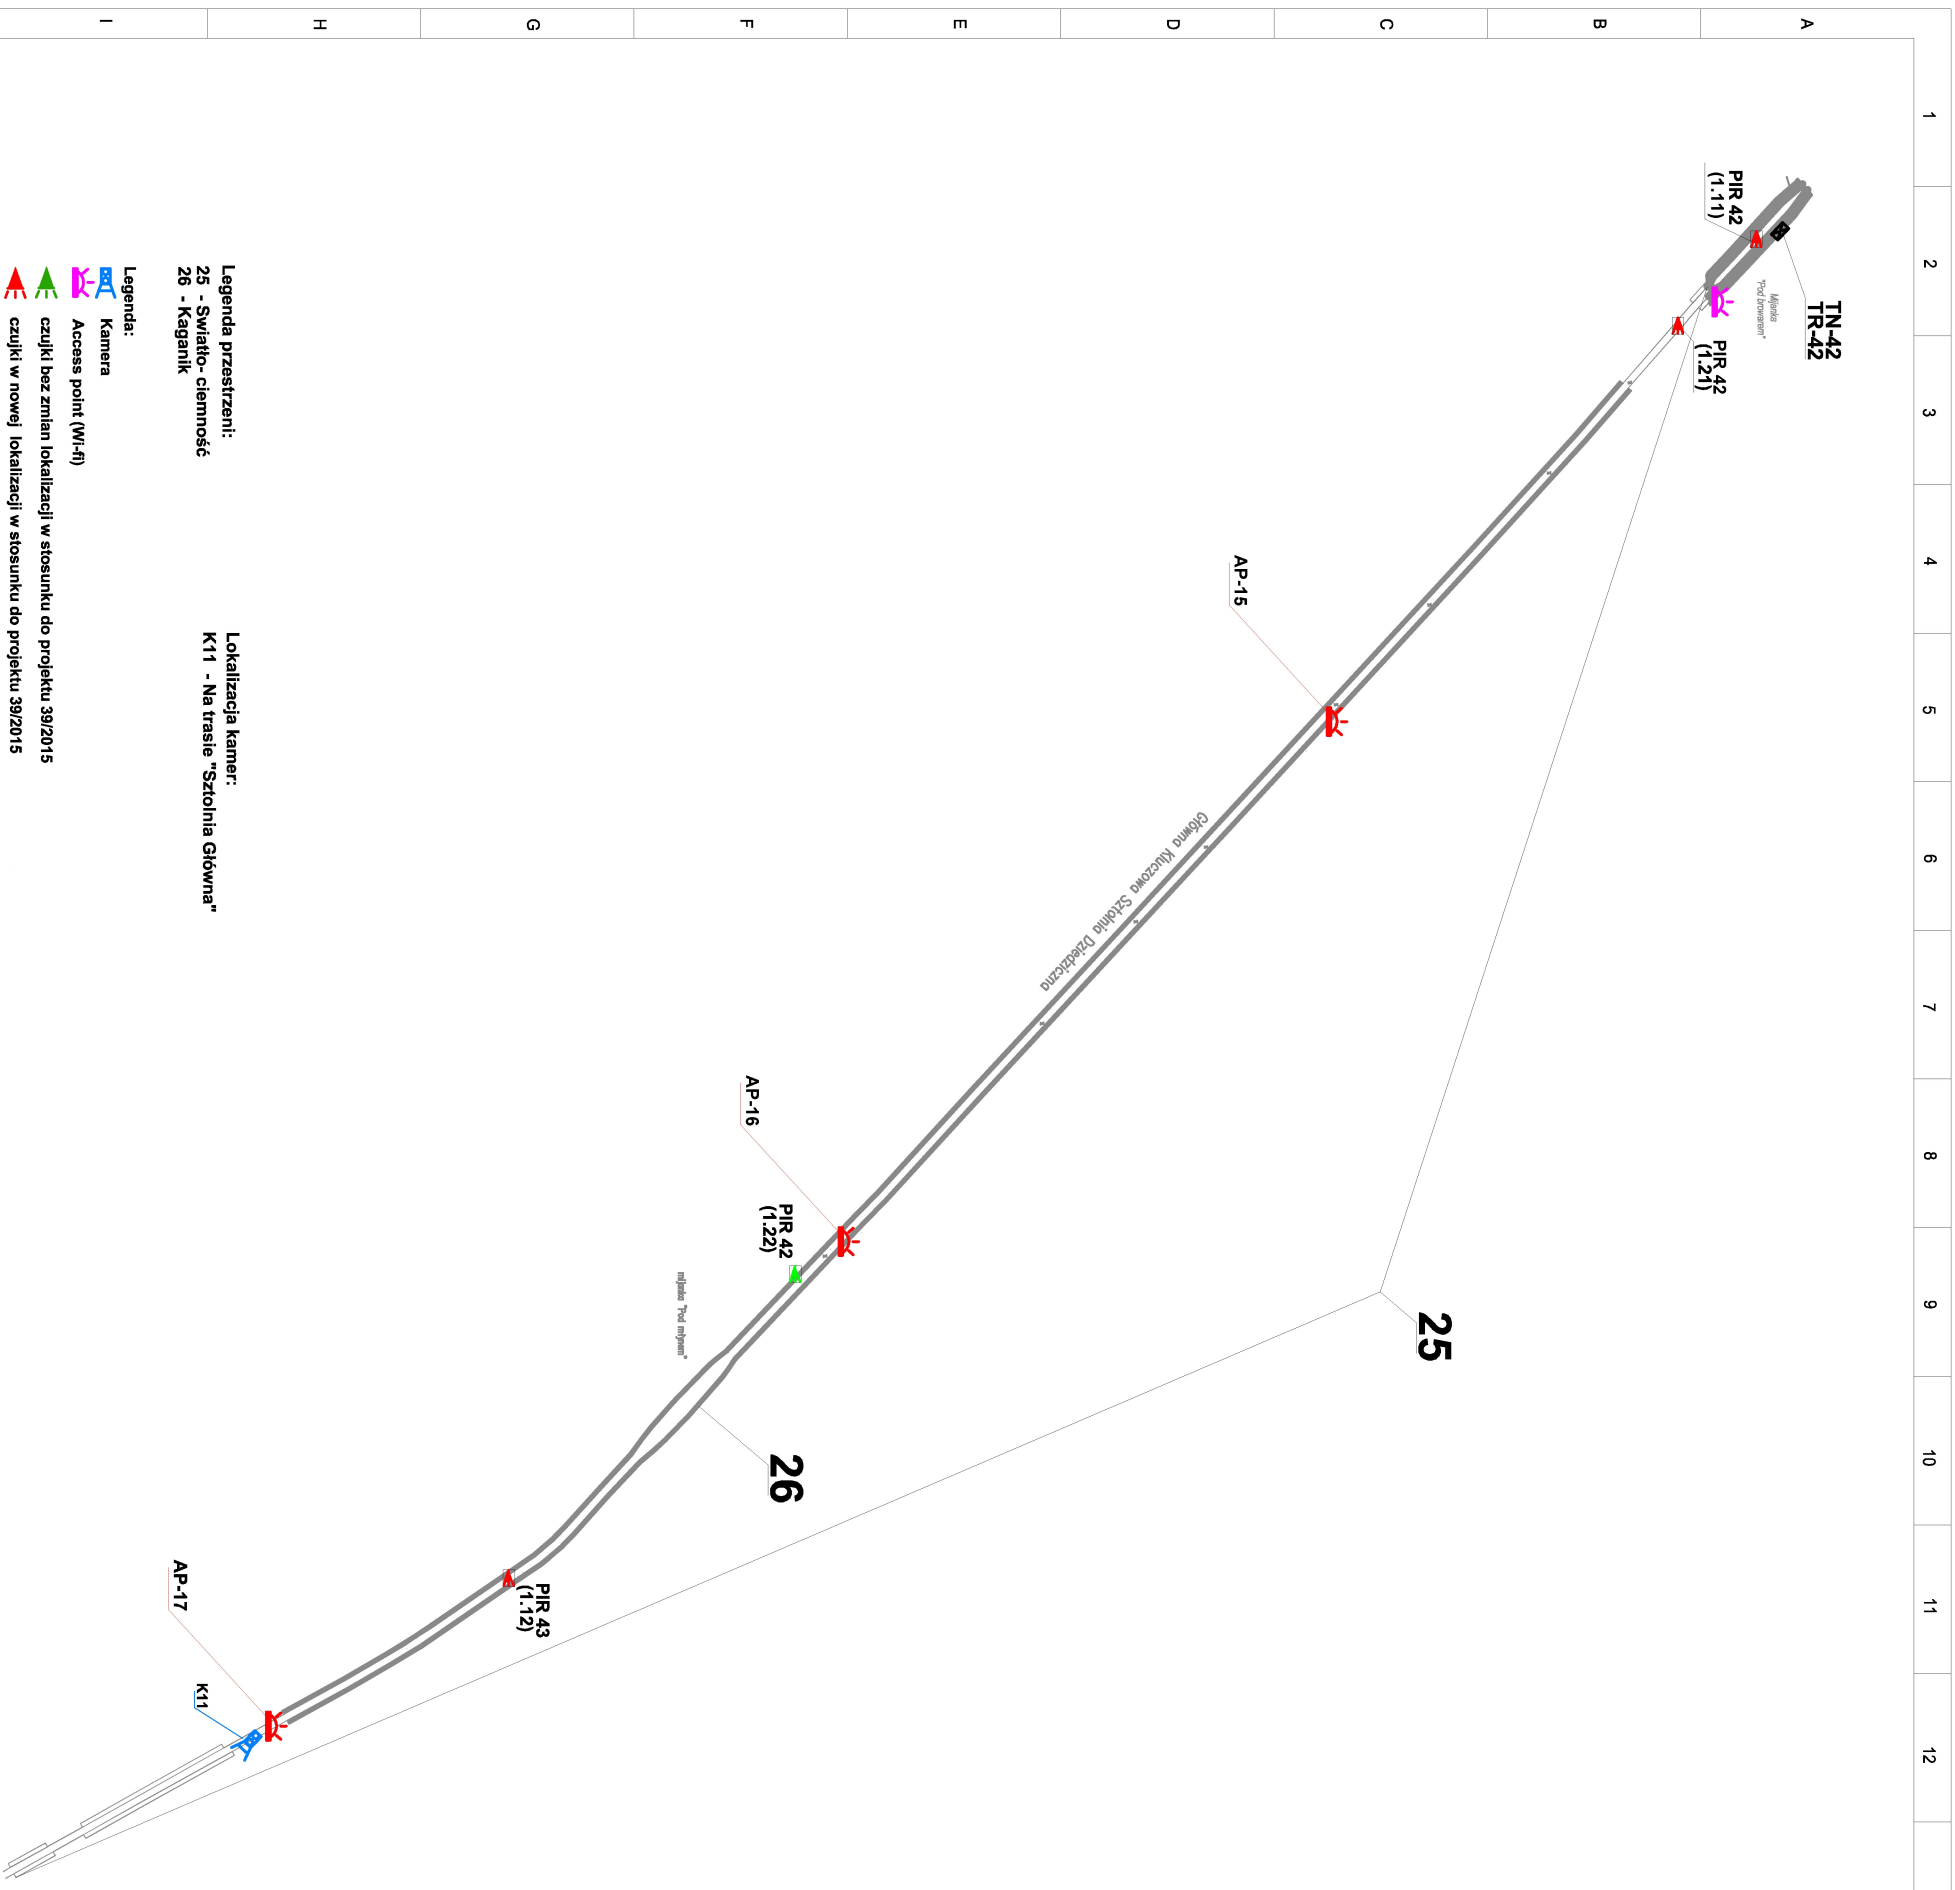 A
B
C
D
E
F
G
H
I
1
2
3
4
5
6
7
8
9
10
11
12
TN-42
TR-42
PIR 42
(1.11)
Mijanka
"Pod browarem"
PIR 42
(1.21)
AP-15
Główna Kluczowa Sztolnia Dziedziczna
AP-16
PIR 42
(1.22)
mijanka "Pod młynem"
25
26
PIR 43
(1.12)
AP-17
K11
Lokalizacja kamer:
K11 - Na trasie "Sztolnia Główna"
Legenda przestrzeni:
25 - Swiatło- ciemność
26 - Kaganik
Legenda:
Kamera
Access point (Wi-fi)
czujki bez zmian lokalizacji w stosunku do projektu 39/2015
czujki w nowej lokalizacji w stosunku do projektu 39/2015